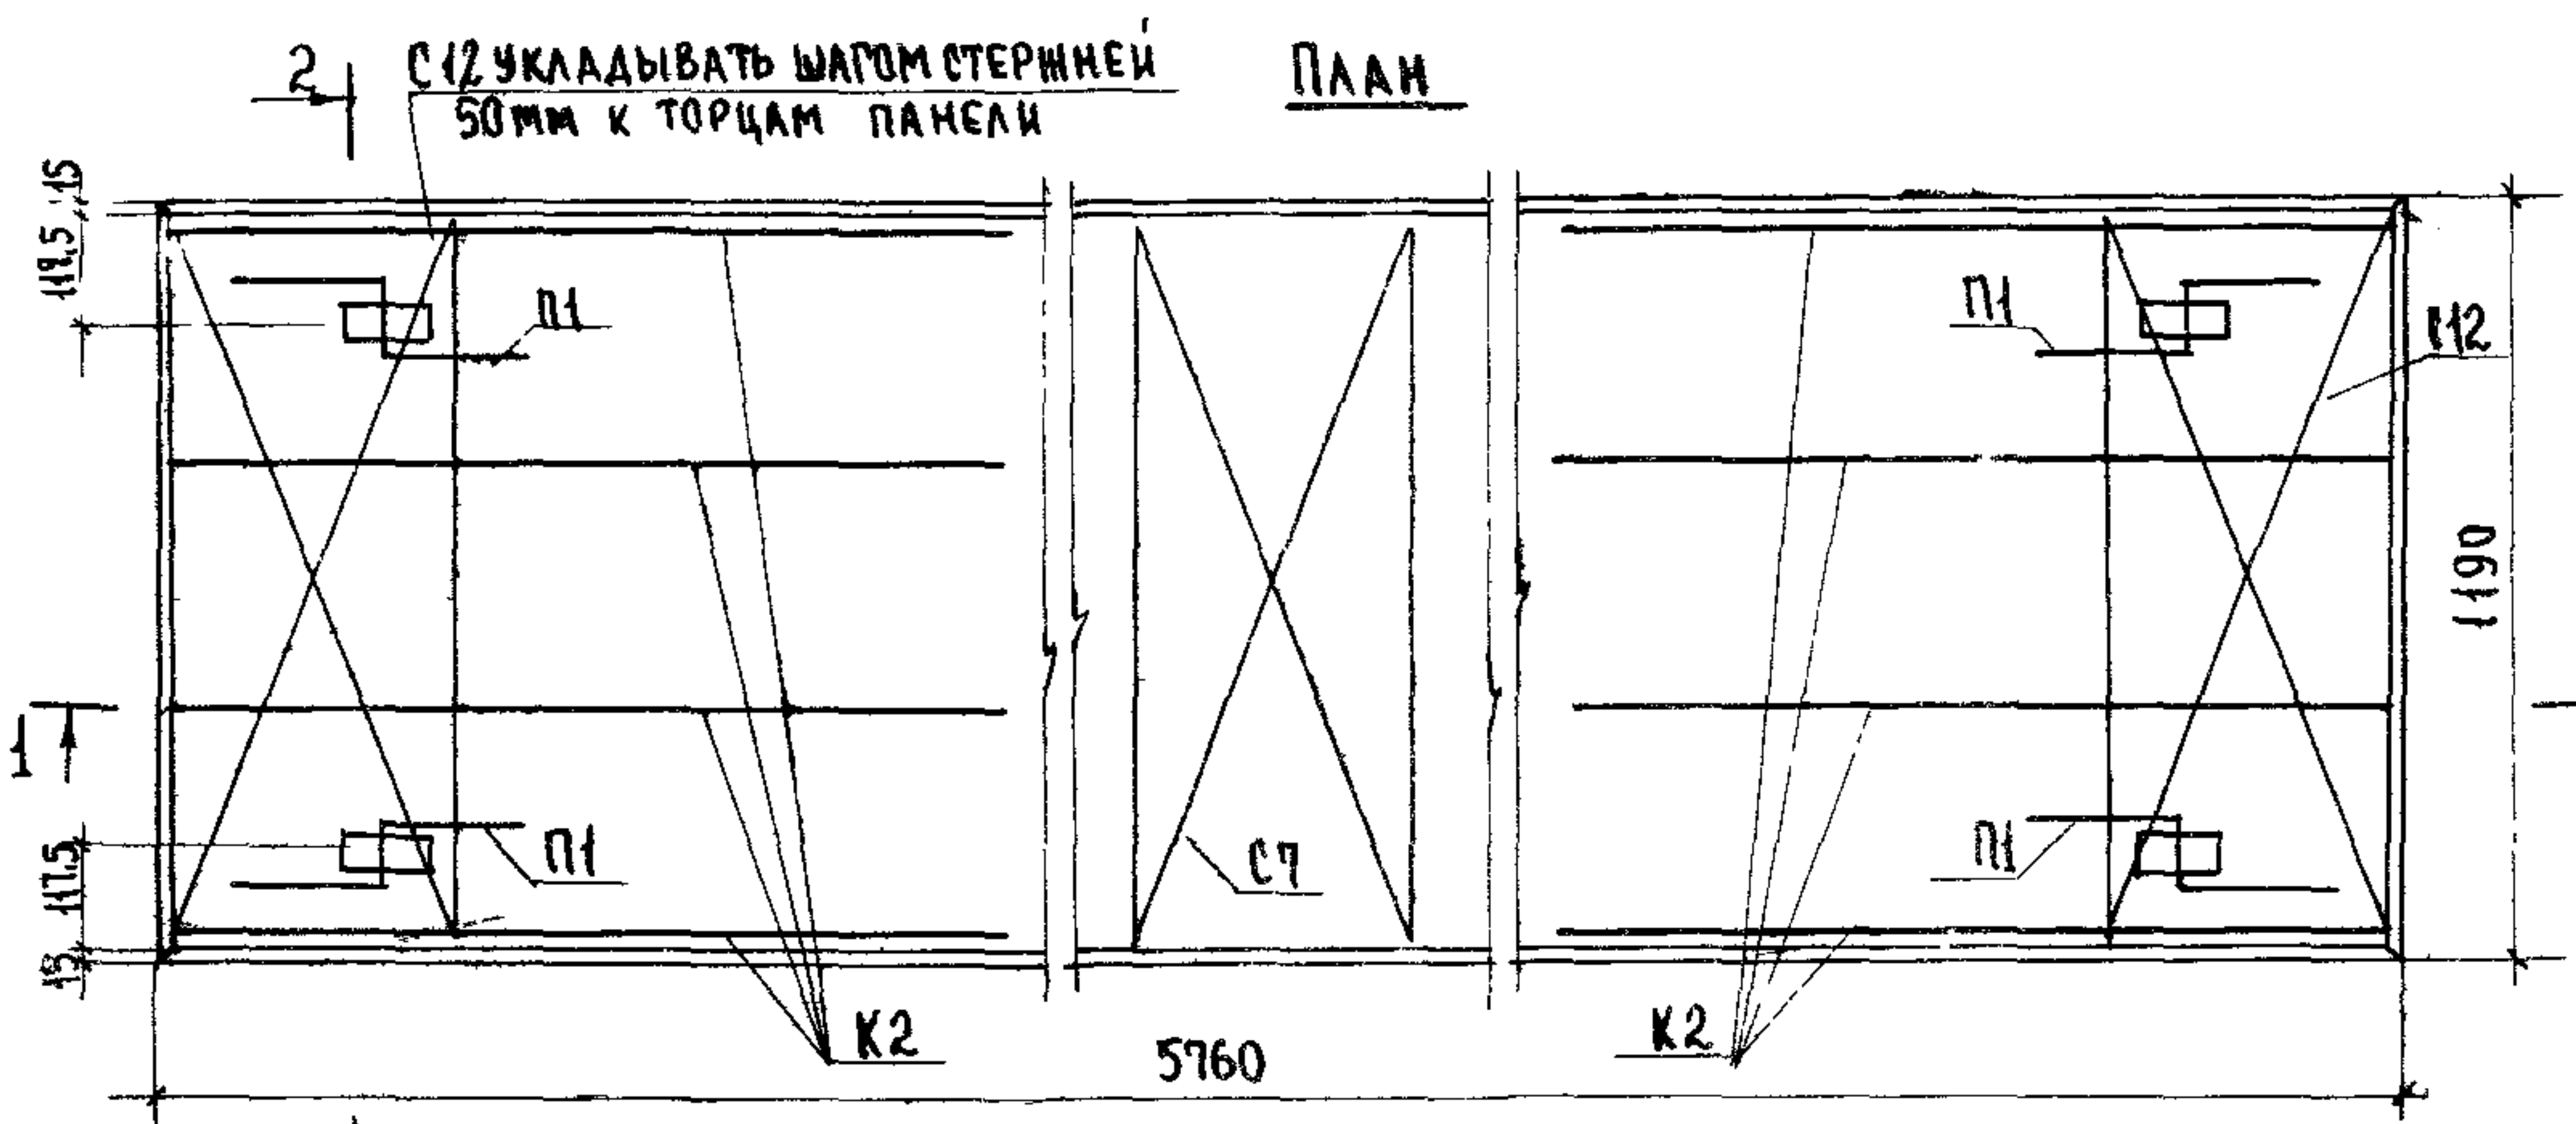 2
С12 УКЛАДЫВАТЬ ШАГОМ СТЕРЖНЕЙ
50мм К ТОРЦАМ ПАНЕЛИ
ПЛАН
15
117,5
П1
П1
С12
1190
1
117,5
15
П1
С7
П1
К2
5760
К2